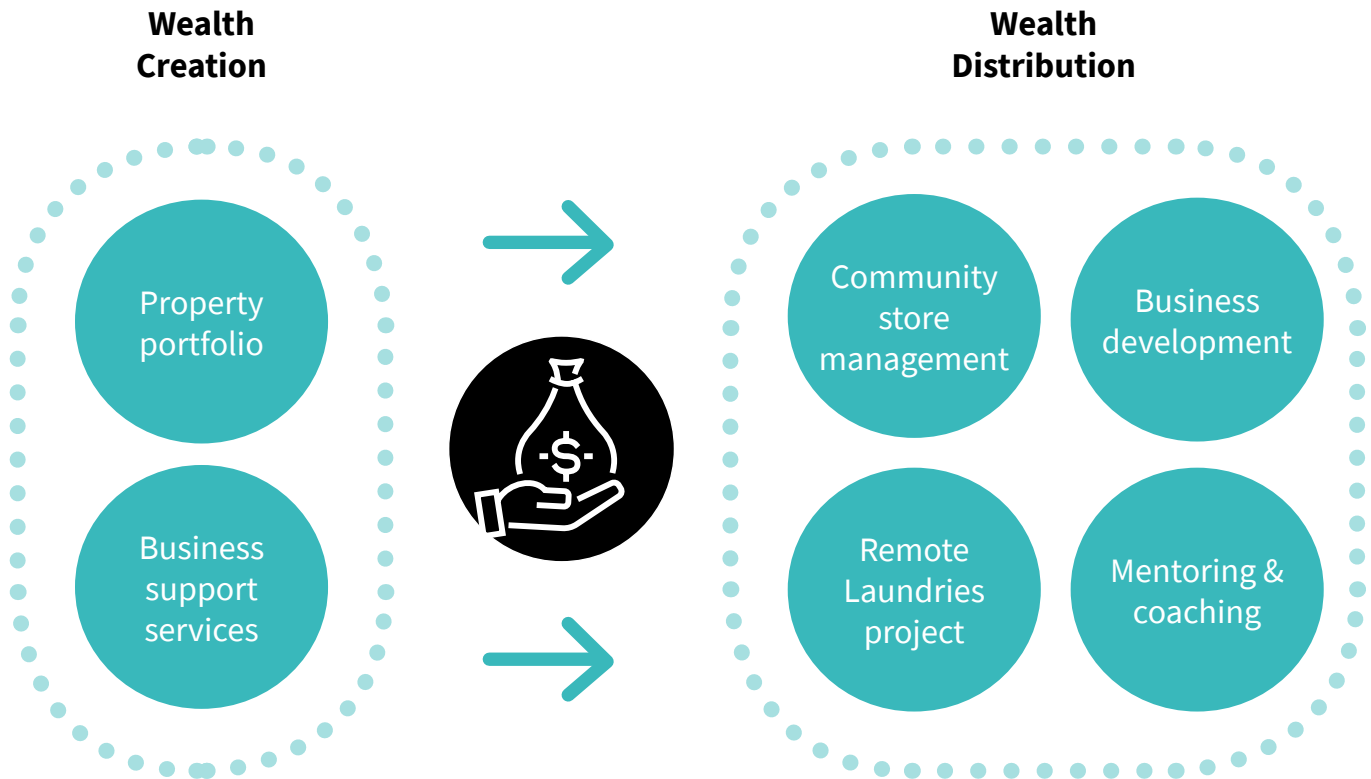 Wealth
Creation
Property
portfolio
Business
support
services
$
Wealth
Distribution
Community
store
management
Business
development
Remote
Laundries
project
Mentoring &
coaching